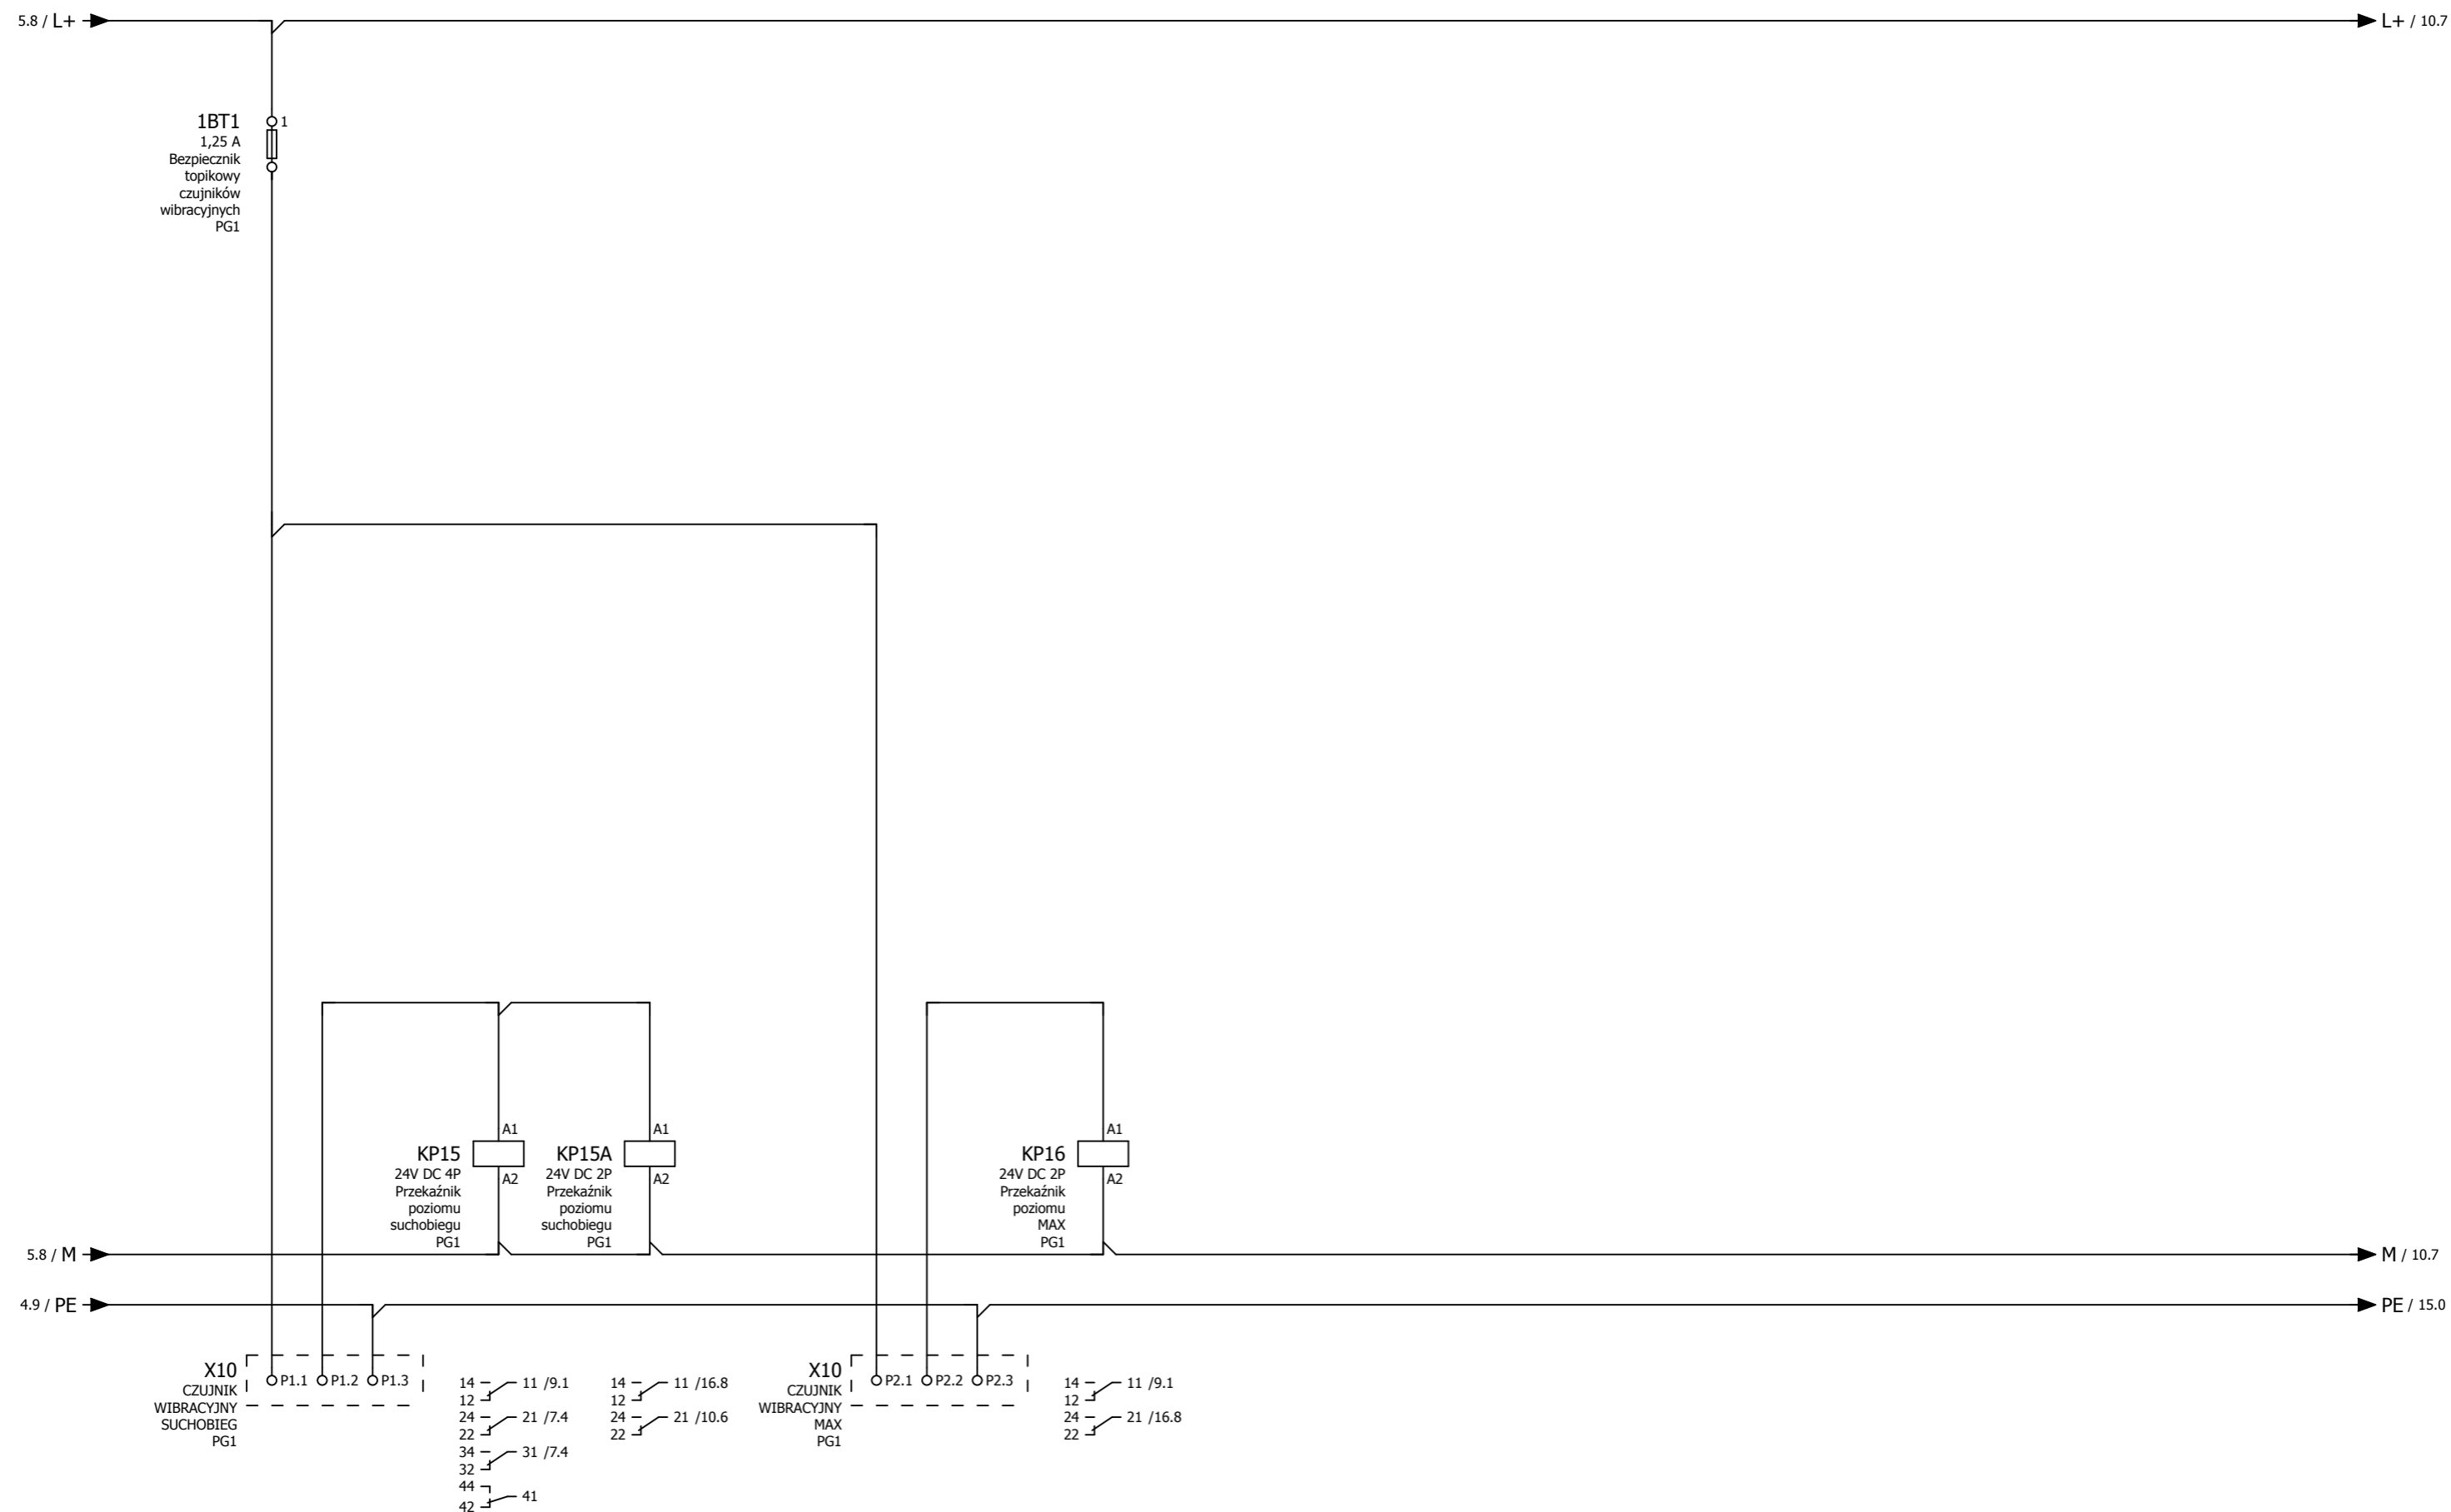 5.8 / L+
L+ / 10.7
1BT1
1
1,25 A
Bezpiecznik
topikowy
czujników
wibracyjnych
PG1
KP15
A1
A2
24V DC 4P
Przekaźnik
poziomu
suchobiegu
PG1
KP15A
A1
A2
24V DC 2P
Przekaźnik
poziomu
suchobiegu
PG1
KP16
A1
A2
24V DC 2P
Przekaźnik
poziomu
MAX
PG1
5.8 / M
M / 10.7
4.9 / PE
PE / 15.0
X10
P1.1 P1.2 P1.3
CZUJNIK
WIBRACYJNY
SUCHOBIEG
PG1
14 11 /9.1
12
24 21 /7.4
22
34 31 /7.4
32
44
41
42
14 11 /16.8
12
24 21 /10.6
22
X10
P2.1 P2.2 P2.3
CZUJNIK
WIBRACYJNY
MAX
PG1
14 11 /9.1
12
24 21 /16.8
22